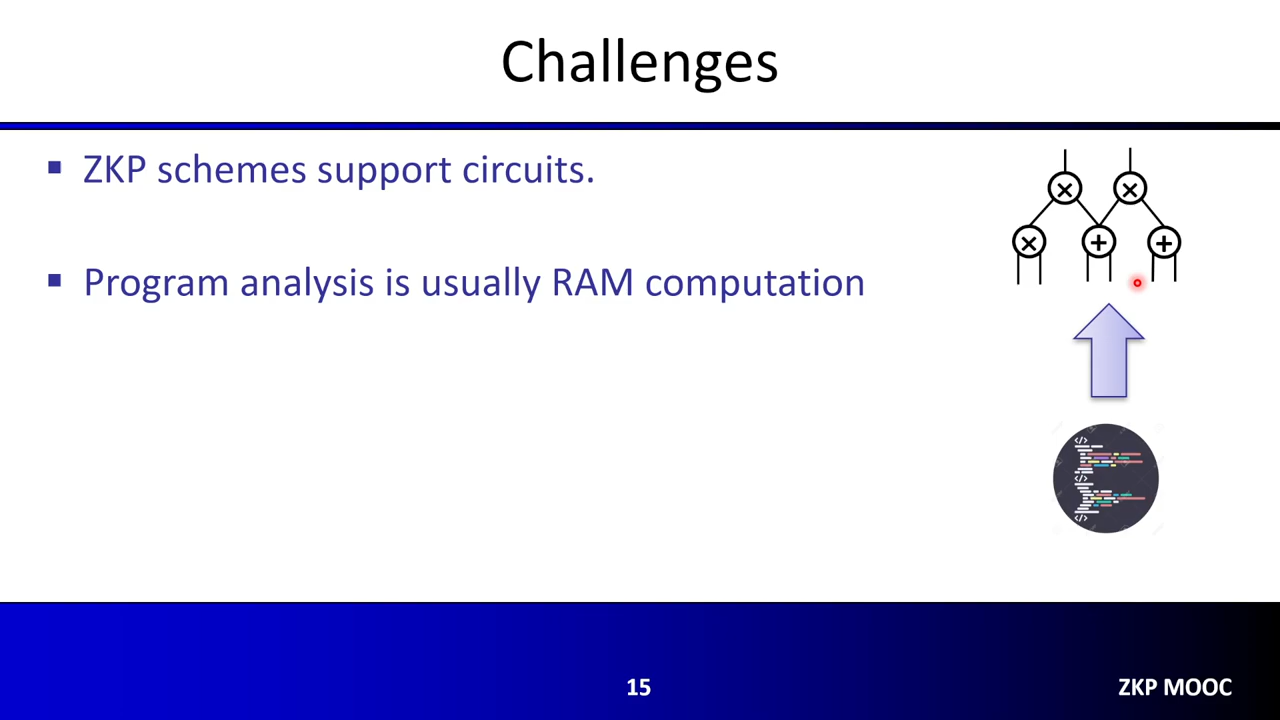 Challenges
ZKP schemes support circuits.
Program analysis is usually RAM computation
× ×
× + +
</>
</>
</>
15
ZKP MOOC